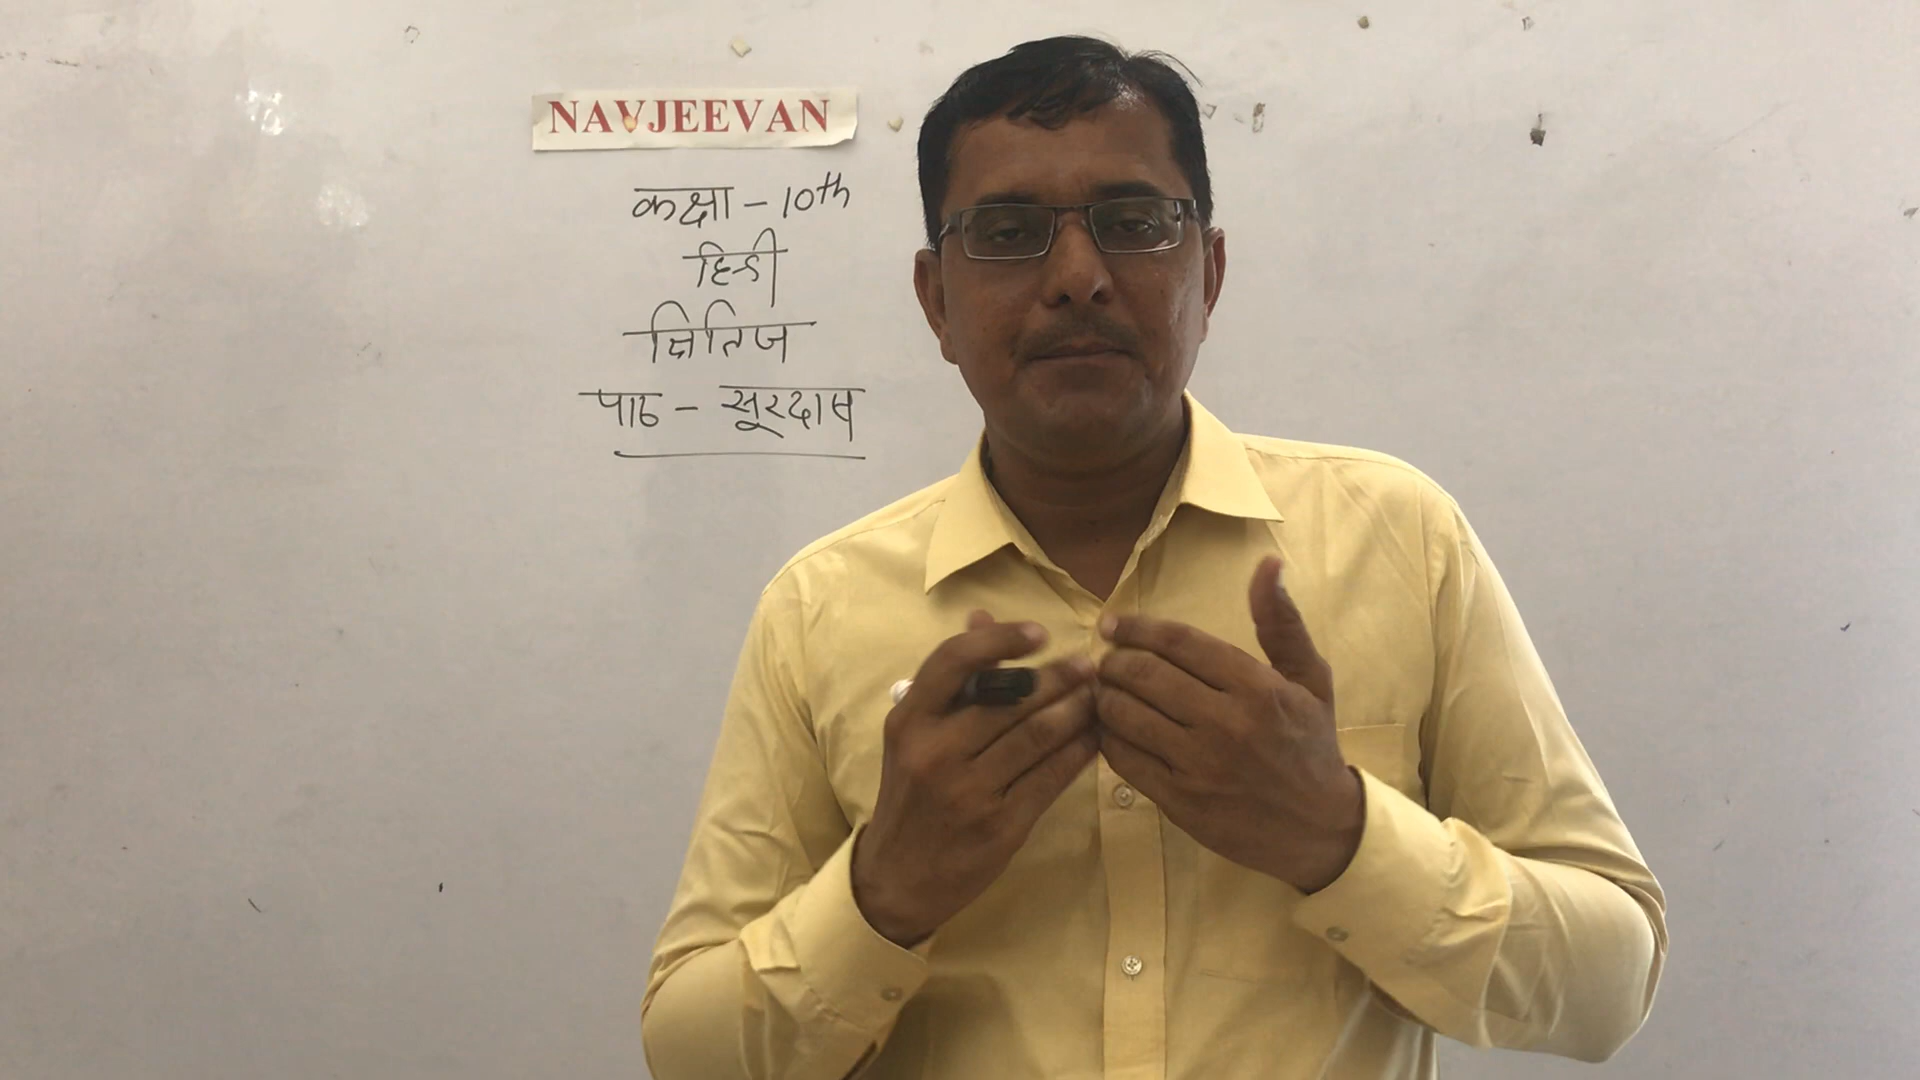 NAVJEEVAN
कक्षा - 10th
हिन्दी
क्षितिज
पाठ - सूरदास